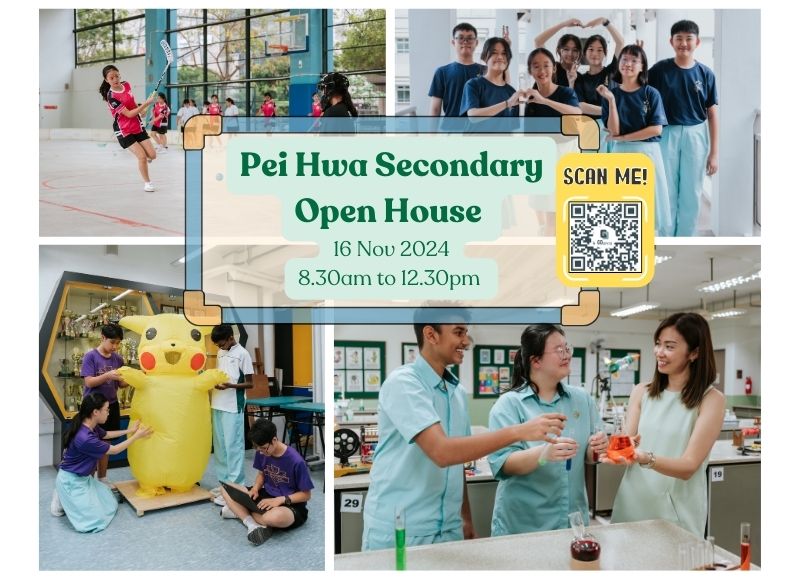 Pei Hwa Secondary
Open House
16 Nov 2024
8.30am to 12.30pm
SCAN ME!
29
19